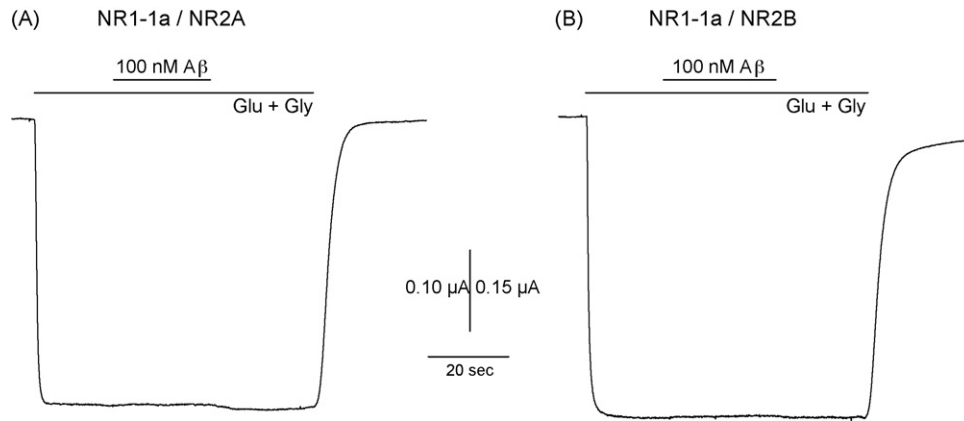 (A) NR1-1a / NR2A
100 nM Aβ
Glu + Gly
(B) NR1-1a / NR2B
100 nM Aβ
Glu + Gly
0.10 µA 0.15 µA
20 sec